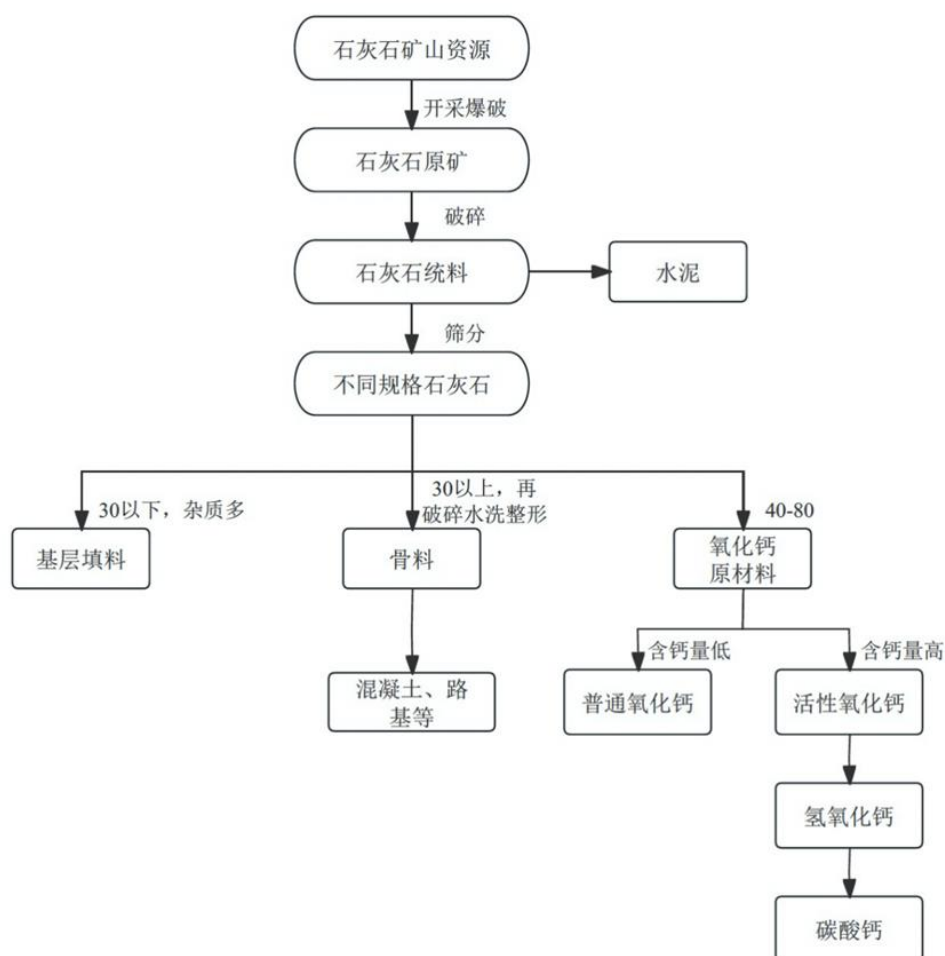 石灰石矿山资源
开采爆破
石灰石原矿
破碎
石灰石统料
水泥
筛分
不同规格石灰石
30以下，杂质多
30以上，再
破碎水洗整形
40-80
基层填料
骨料
氧化钙
原材料
含钙量低
含钙量高
混凝土、路
基等
普通氧化钙
活性氧化钙
氢氧化钙
碳酸钙